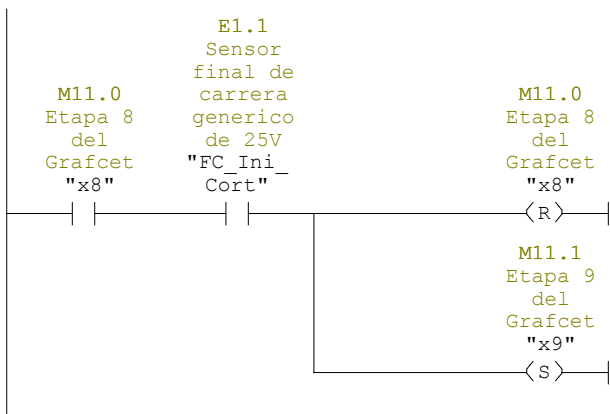 E1.1
Sensor
final de
carrera
generico
de 25V
"FC_Ini_
Cort"
M11.0
Etapa 8
del
Grafcet
"x8"
M11.0
Etapa 8
del
Grafcet
"x8"
R
M11.1
Etapa 9
del
Grafcet
"x9"
S